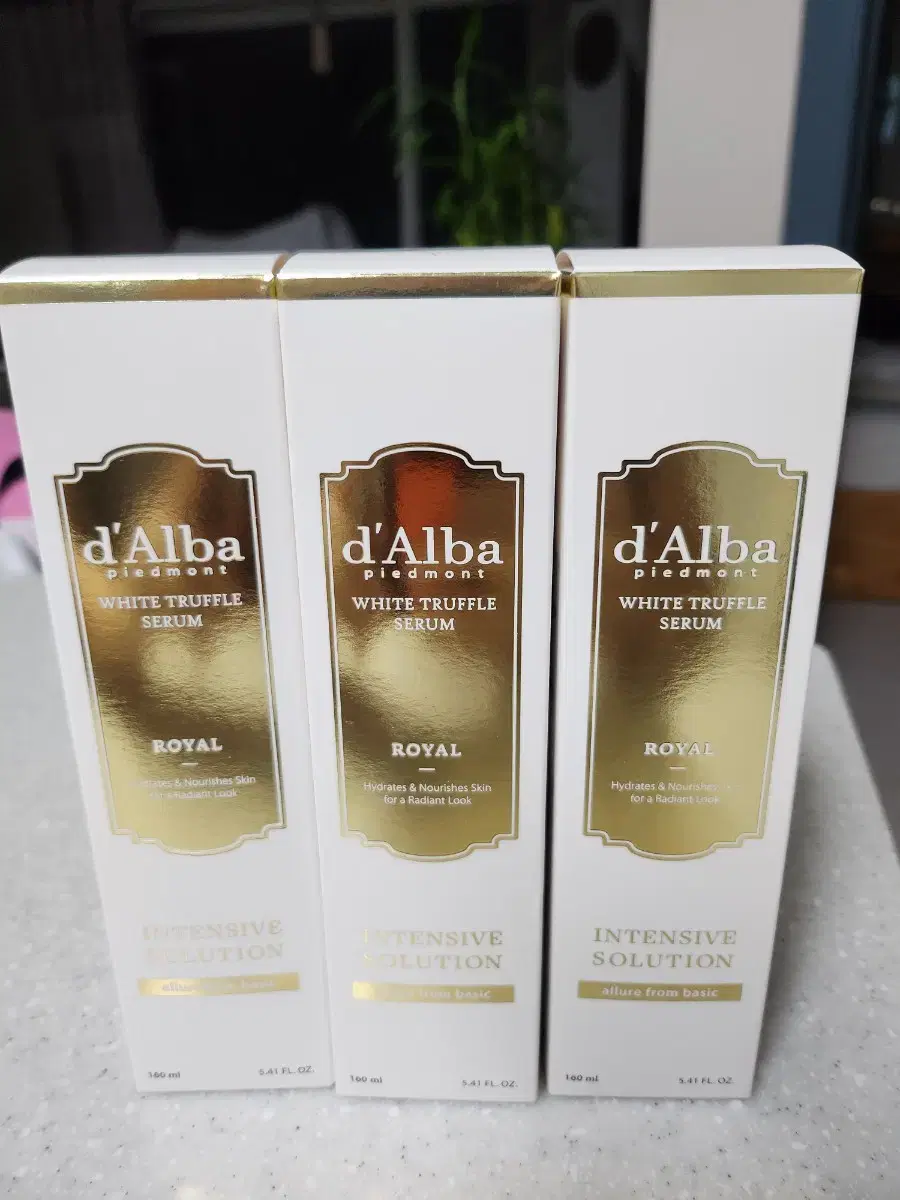 d'Alba
piedmont
WHITE TRUFFLE
SERUM
ROYAL
Hydrates & Nourishes Skin
for a Radiant Look
INTENSIVE
SOLUTION
allure from basic
160 ml
5.41 FL. OZ.
d'Alba
piedmont
WHITE TRUFFLE
SERUM
ROYAL
Hydrates & Nourishes Skin
for a Radiant Look
INTENSIVE
SOLUTION
allure from basic
160 ml
5.41 FL. OZ.
d'Alba
piedmont
WHITE TRUFFLE
SERUM
ROYAL
Hydrates & Nourishes Skin
for a Radiant Look
INTENSIVE
SOLUTION
allure from basic
160 ml
5.41 FL. OZ.